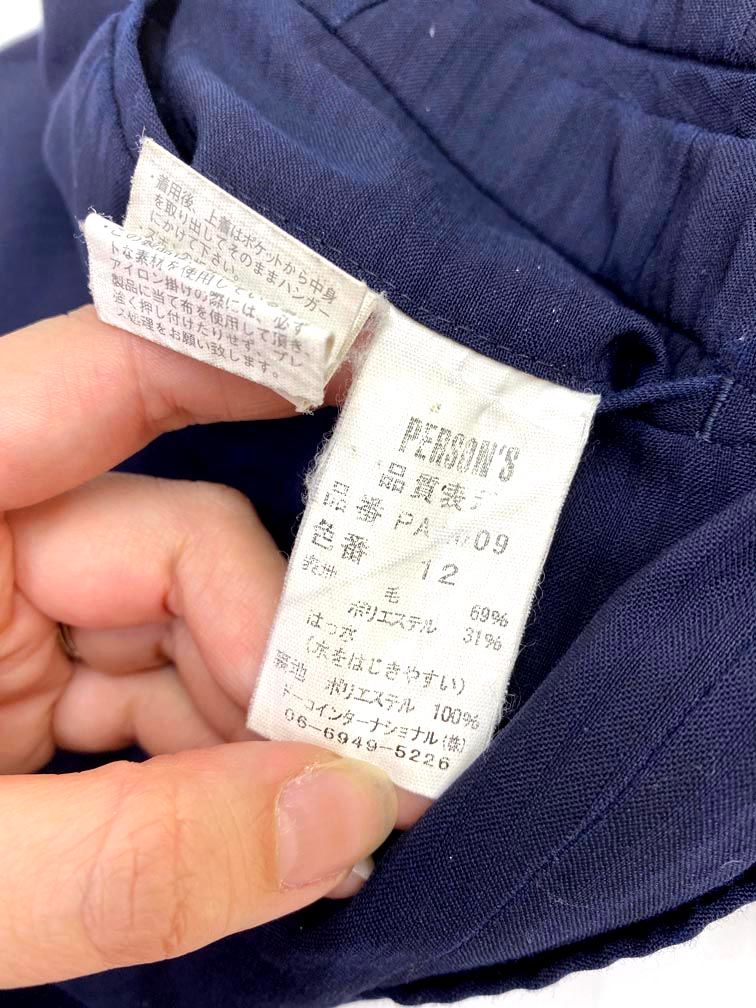 ・着用後、上着はポケットから中身
を取り出してそのままハンガー
にかけて下さい。
トな素材を使用して
アイロン掛けの際には、必ず
製品に当て布を使用して頂き、
強く押し付けたりせず、プレ
ス処理をお願い致します。
PERSON'S
品質表
品番 PA 09
色番 12
表地
毛 69%
ポリエステル 31%
はっ水
(水をはじきやすい)
裏地 ポリエステル 100%
インターナショナル(株)
06-6949-5226